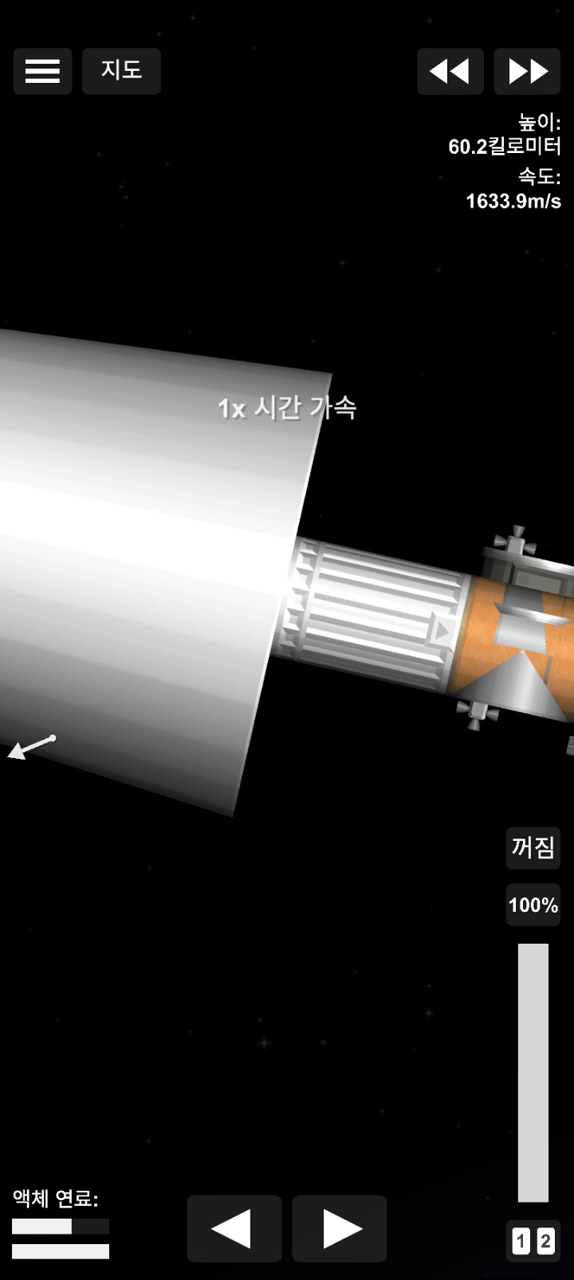 지도
높이:
60.2킬로미터
속도:
1633.9m/s
1x 시간 가속
꺼짐
100%
액체 연료:
1 2